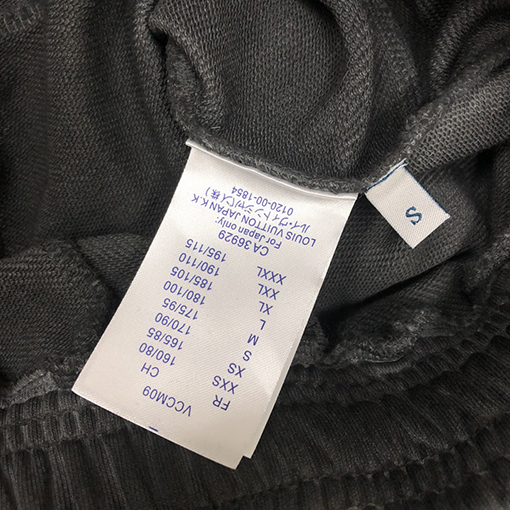 VCCM09
FR CH
XXS 160/80
XS 165/85
S 170/90
M 175/95
L 180/100
XL 185/105
XXL 190/110
XXXL 195/115
CA 36929
For Japan only:
LOUIS VUITTON JAPAN K.K
ルイ・ヴィトンジャパン(株)
0120-00-1854
S